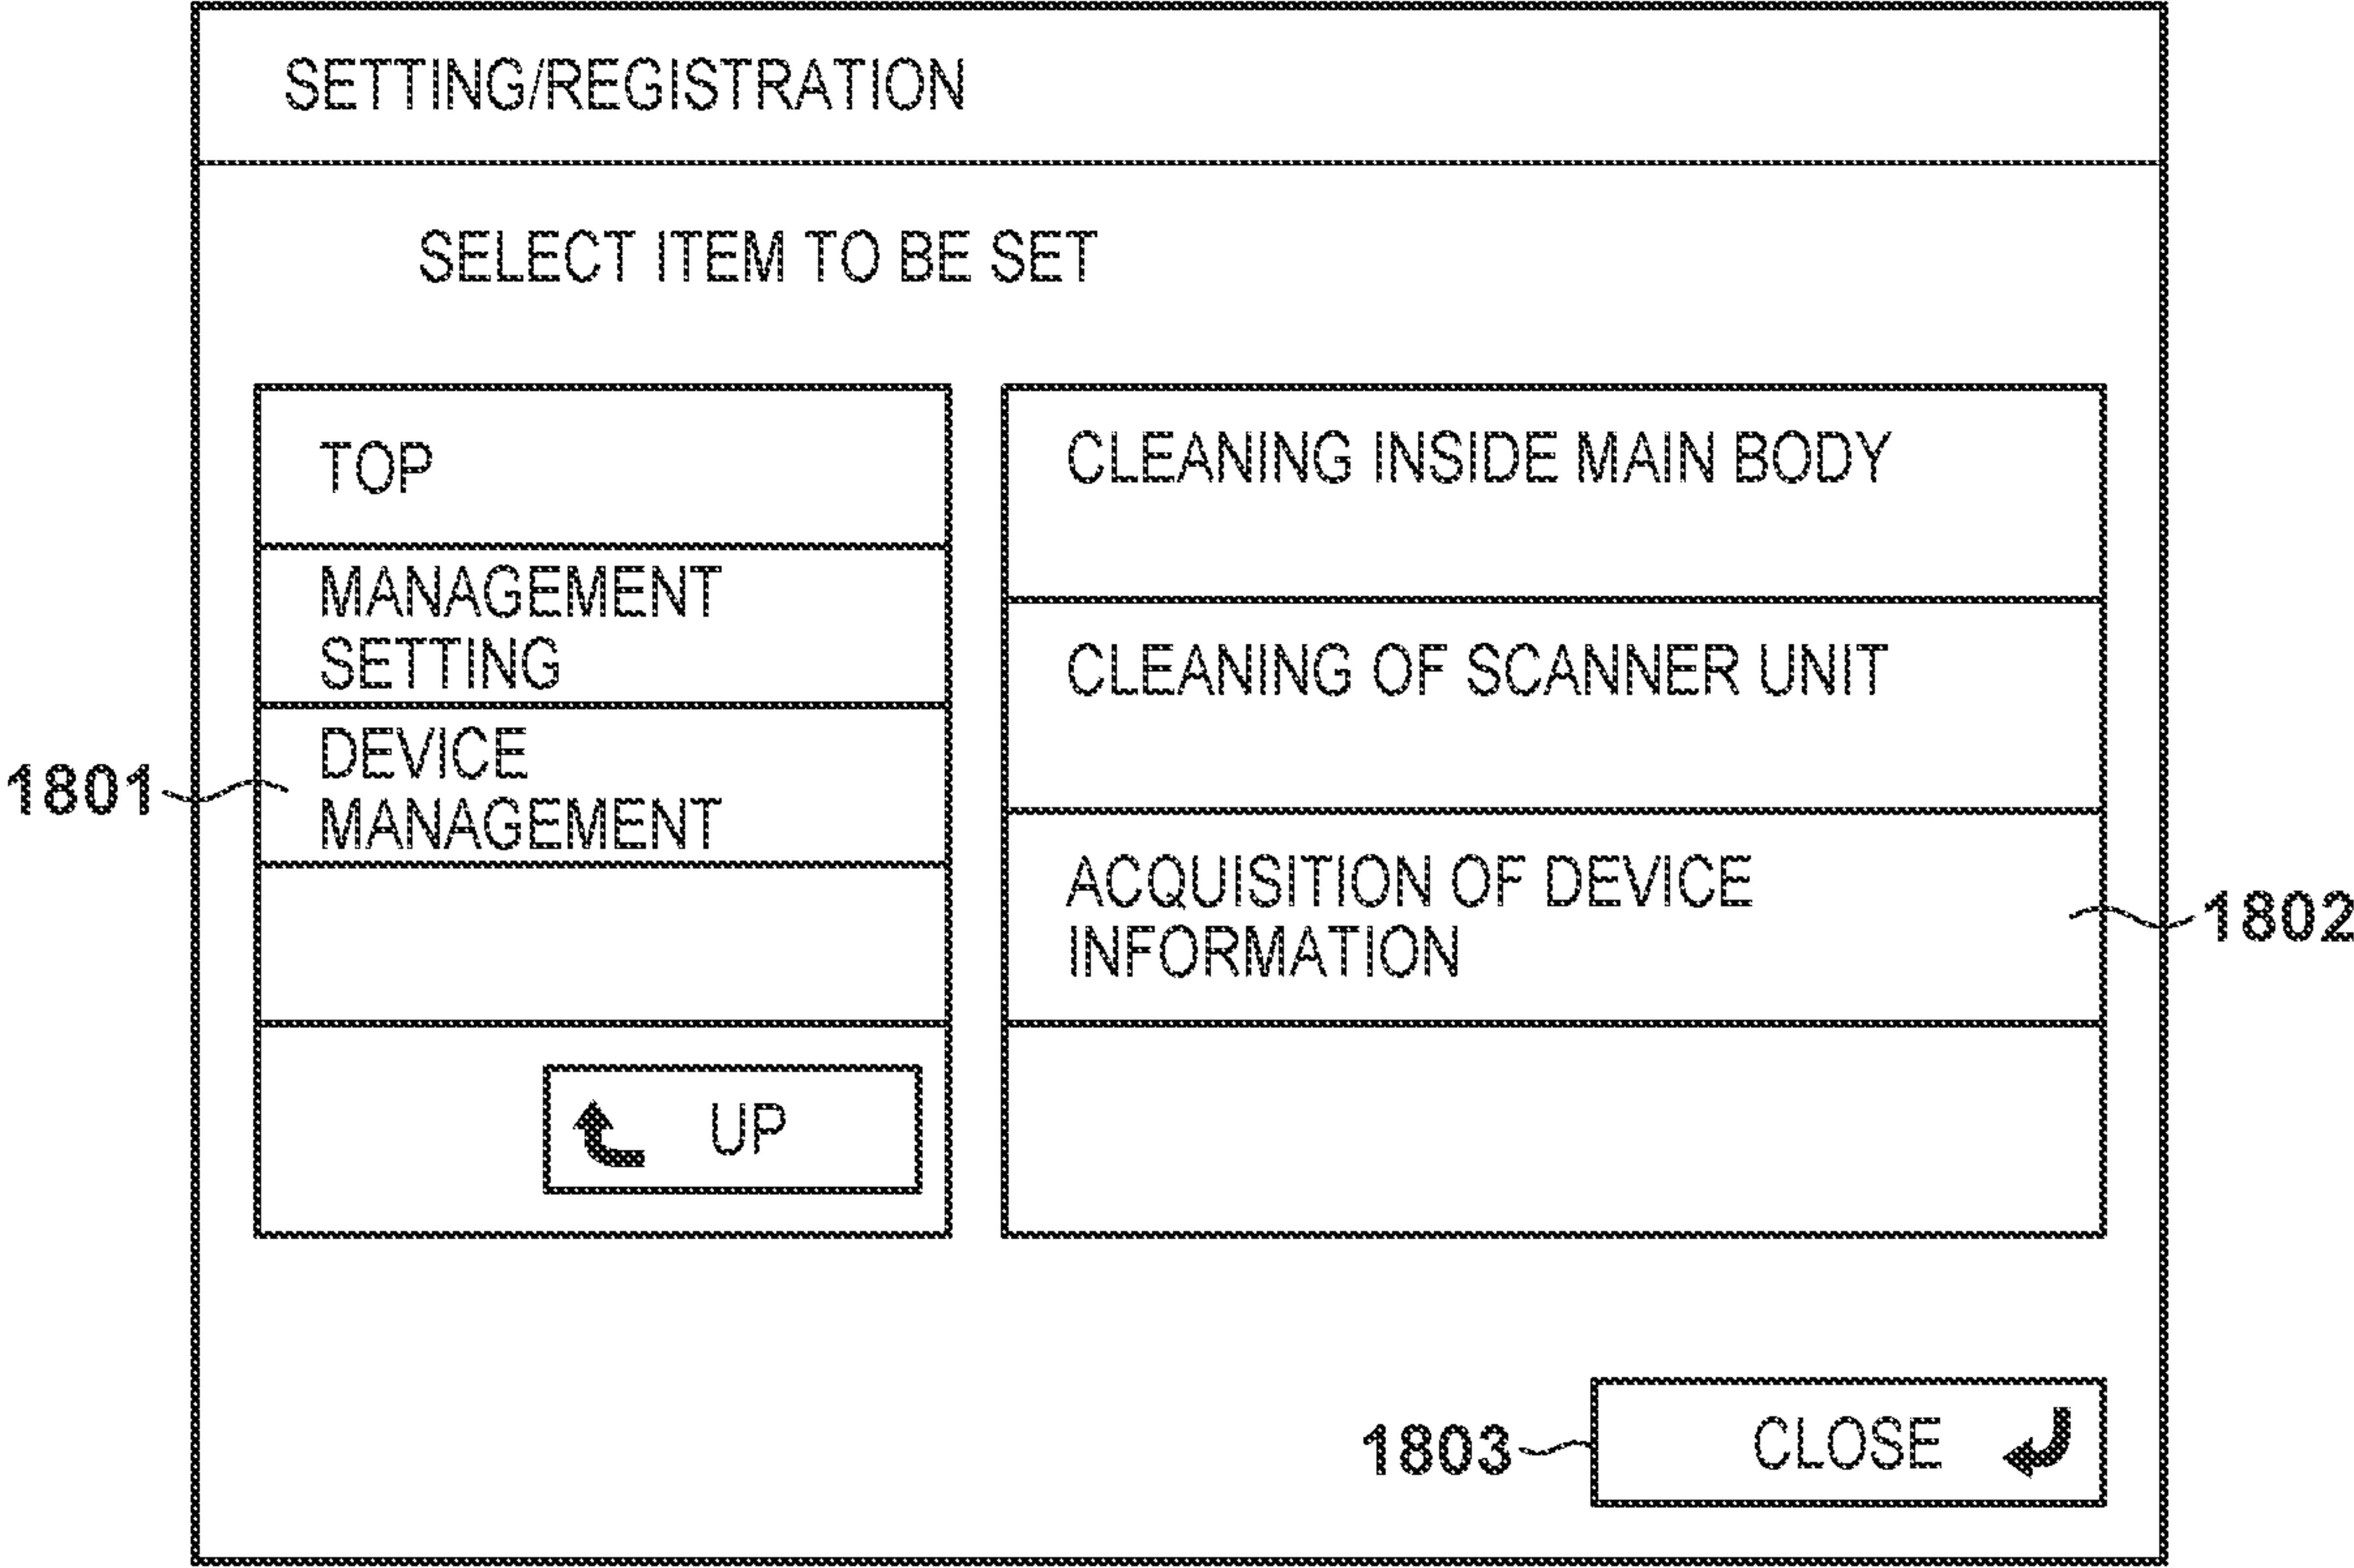 SETTING/REGISTRATION
SELECT ITEM TO BE SET
TOP
MANAGEMENT
SETTING
DEVICE
MANAGEMENT
1801
UP
CLEANING INSIDE MAIN BODY
CLEANING OF SCANNER UNIT
ACQUISITION OF DEVICE
INFORMATION
1802
1803
CLOSE